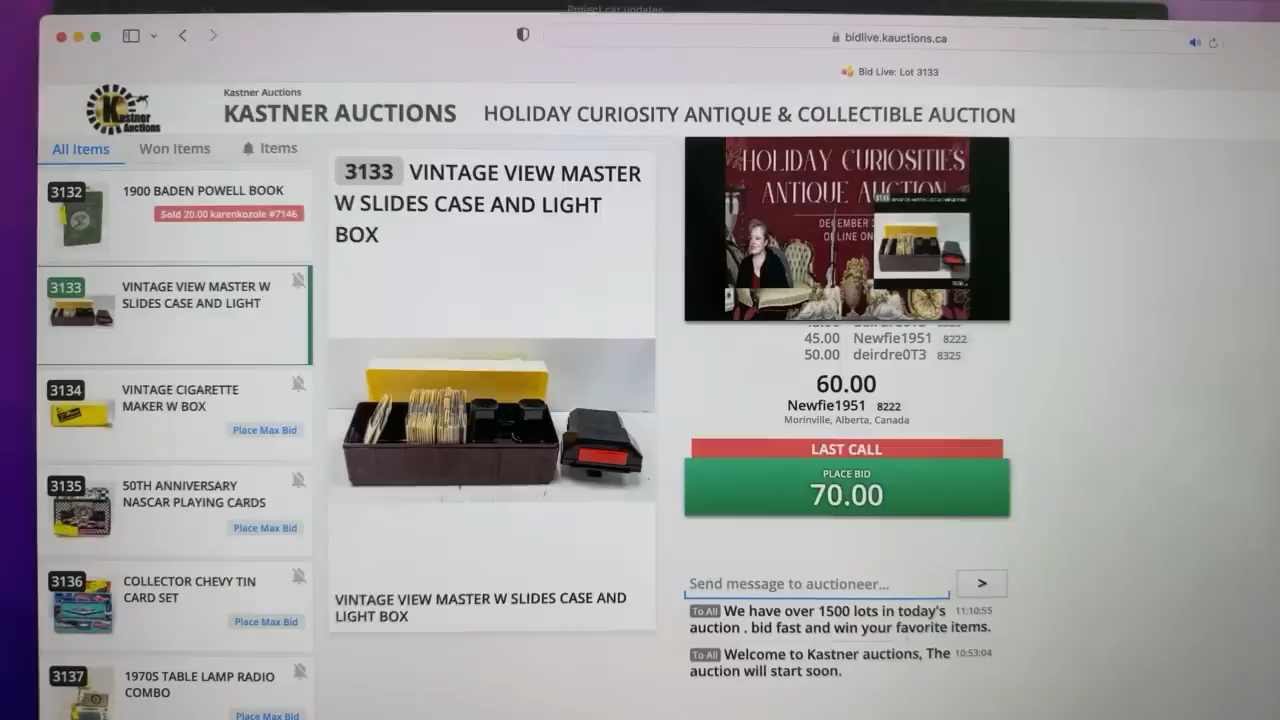 Project car updates
bidlive.kauctions.ca
Bid Live: Lot 3133
Kastner Auctions
KASTNER AUCTIONS
HOLIDAY CURIOSITY ANTIQUE & COLLECTIBLE AUCTION
Kastner
Auctions
All Items
Won Items
Items
3132
1900 BADEN POWELL BOOK
Sold 20.00 karenkozole #7146
3133
VINTAGE VIEW MASTER W
SLIDES CASE AND LIGHT
3134
VINTAGE CIGARETTE
MAKER W BOX
Place Max Bid
3135
50TH ANNIVERSARY
NASCAR PLAYING CARDS
Place Max Bid
3136
COLLECTOR CHEVY TIN
CARD SET
Place Max Bid
3137
1970S TABLE LAMP RADIO
COMBO
Place Max Bid
3133 VINTAGE VIEW MASTER
W SLIDES CASE AND LIGHT
BOX
VINTAGE VIEW MASTER W SLIDES CASE AND
LIGHT BOX
HOLIDAY CURIOSITIES
ANTIQUE AUCTION
45.00 Newfie1951 8222
50.00 deirdre0T3 8325
60.00
Newfie1951 8222
Morinville, Alberta, Canada
LAST CALL
PLACE BID
70.00
Send message to auctioneer...
>
To All We have over 1500 lots in today's 11:10:55
auction . bid fast and win your favorite items.
To All Welcome to Kastner auctions, The 10:53:04
auction will start soon.